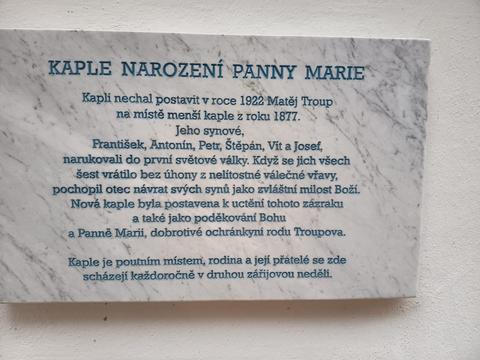 KAPLE NAROZENÍ PANNY MARIE
Kapli nechal postavit v roce 1922 Matěj Troup
na místě menší kaple z roku 1877.
Jeho synové,
František, Antonín, Petr, Štěpán, Vít a Josef,
narukovali do první světové války. Když se jich všech
šest vrátilo bez úhony z nelítostné válečné vřavy,
pochopil otec návrat svých synů jako zvláštní milost Boží.
Nová kaple byla postavena k uctění tohoto zázraku
a také jako poděkování Bohu
a Panně Marii, dobrotivé ochránkyni rodu Troupova.
Kaple je poutním místem, rodina a její přátelé se zde
scházejí každoročně v druhou zářijovou neděli.